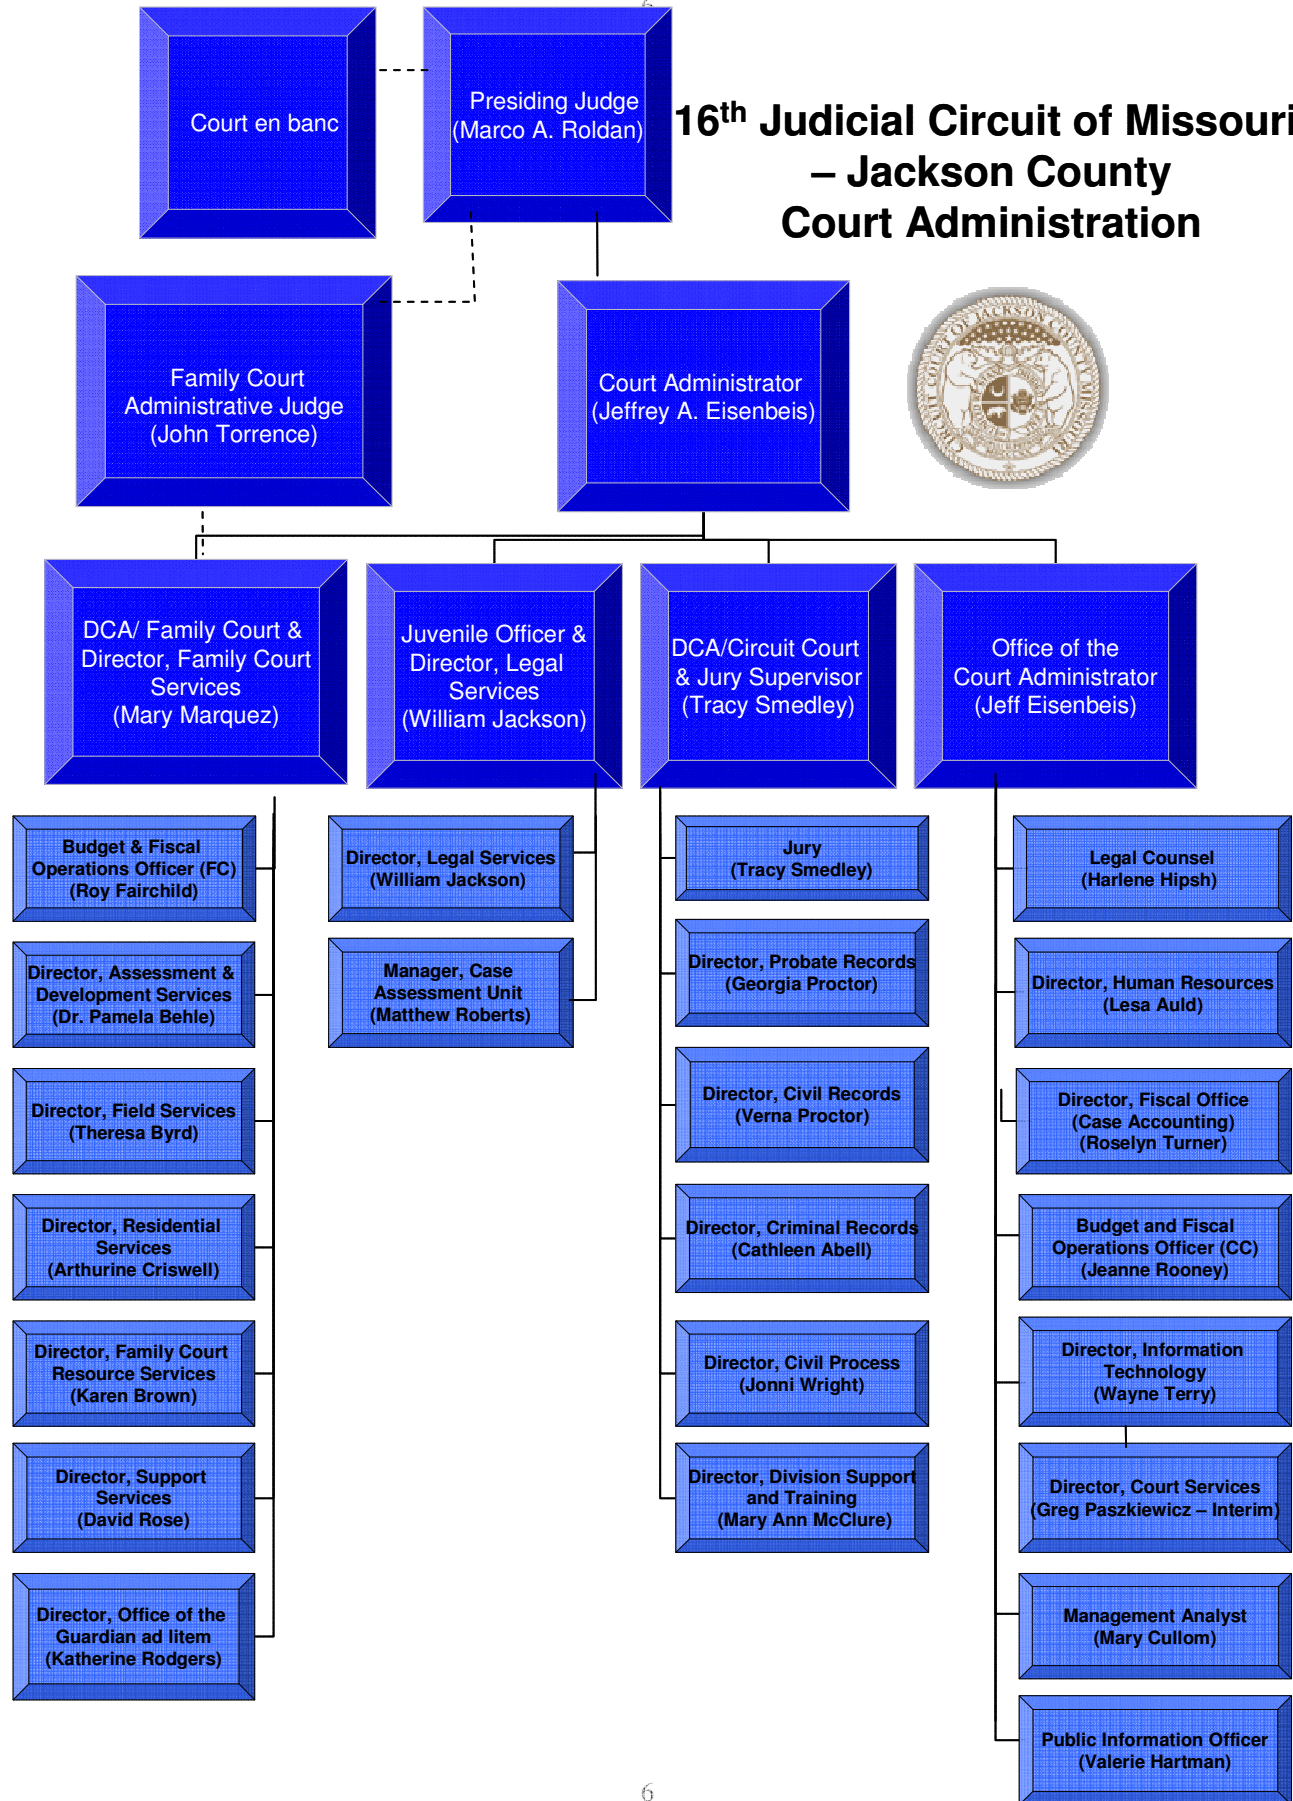 6
Court en banc
Presiding Judge
(Marco A. Roldan)
16th Judicial Circuit of Missouri
– Jackson County
Court Administration
Family Court
Administrative Judge
(John Torrence)
Court Administrator
(Jeffrey A. Eisenbeis)
CIRCUIT COURT OF JACKSON COUNTY MISSOURI
DCA/ Family Court &
Director, Family Court
Services
(Mary Marquez)
Juvenile Officer &
Director, Legal
Services
(William Jackson)
DCA/Circuit Court
& Jury Supervisor
(Tracy Smedley)
Office of the
Court Administrator
(Jeff Eisenbeis)
Budget & Fiscal
Operations Officer (FC)
(Roy Fairchild)
Director, Assessment &
Development Services
(Dr. Pamela Behle)
Director, Field Services
(Theresa Byrd)
Director, Residential
Services
(Arthurine Criswell)
Director, Family Court
Resource Services
(Karen Brown)
Director, Support
Services
(David Rose)
Director, Office of the
Guardian ad litem
(Katherine Rodgers)
Director, Legal Services
(William Jackson)
Manager, Case
Assessment Unit
(Matthew Roberts)
Jury
(Tracy Smedley)
Director, Probate Records
(Georgia Proctor)
Director, Civil Records
(Verna Proctor)
Director, Criminal Records
(Cathleen Abell)
Director, Civil Process
(Jonni Wright)
Director, Division Support
and Training
(Mary Ann McClure)
Legal Counsel
(Harlene Hipsh)
Director, Human Resources
(Lesa Auld)
Director, Fiscal Office
(Case Accounting)
(Roselyn Turner)
Budget and Fiscal
Operations Officer (CC)
(Jeanne Rooney)
Director, Information
Technology
(Wayne Terry)
Director, Court Services
(Greg Paszkiewicz – Interim)
Management Analyst
(Mary Cullom)
Public Information Officer
(Valerie Hartman)
6